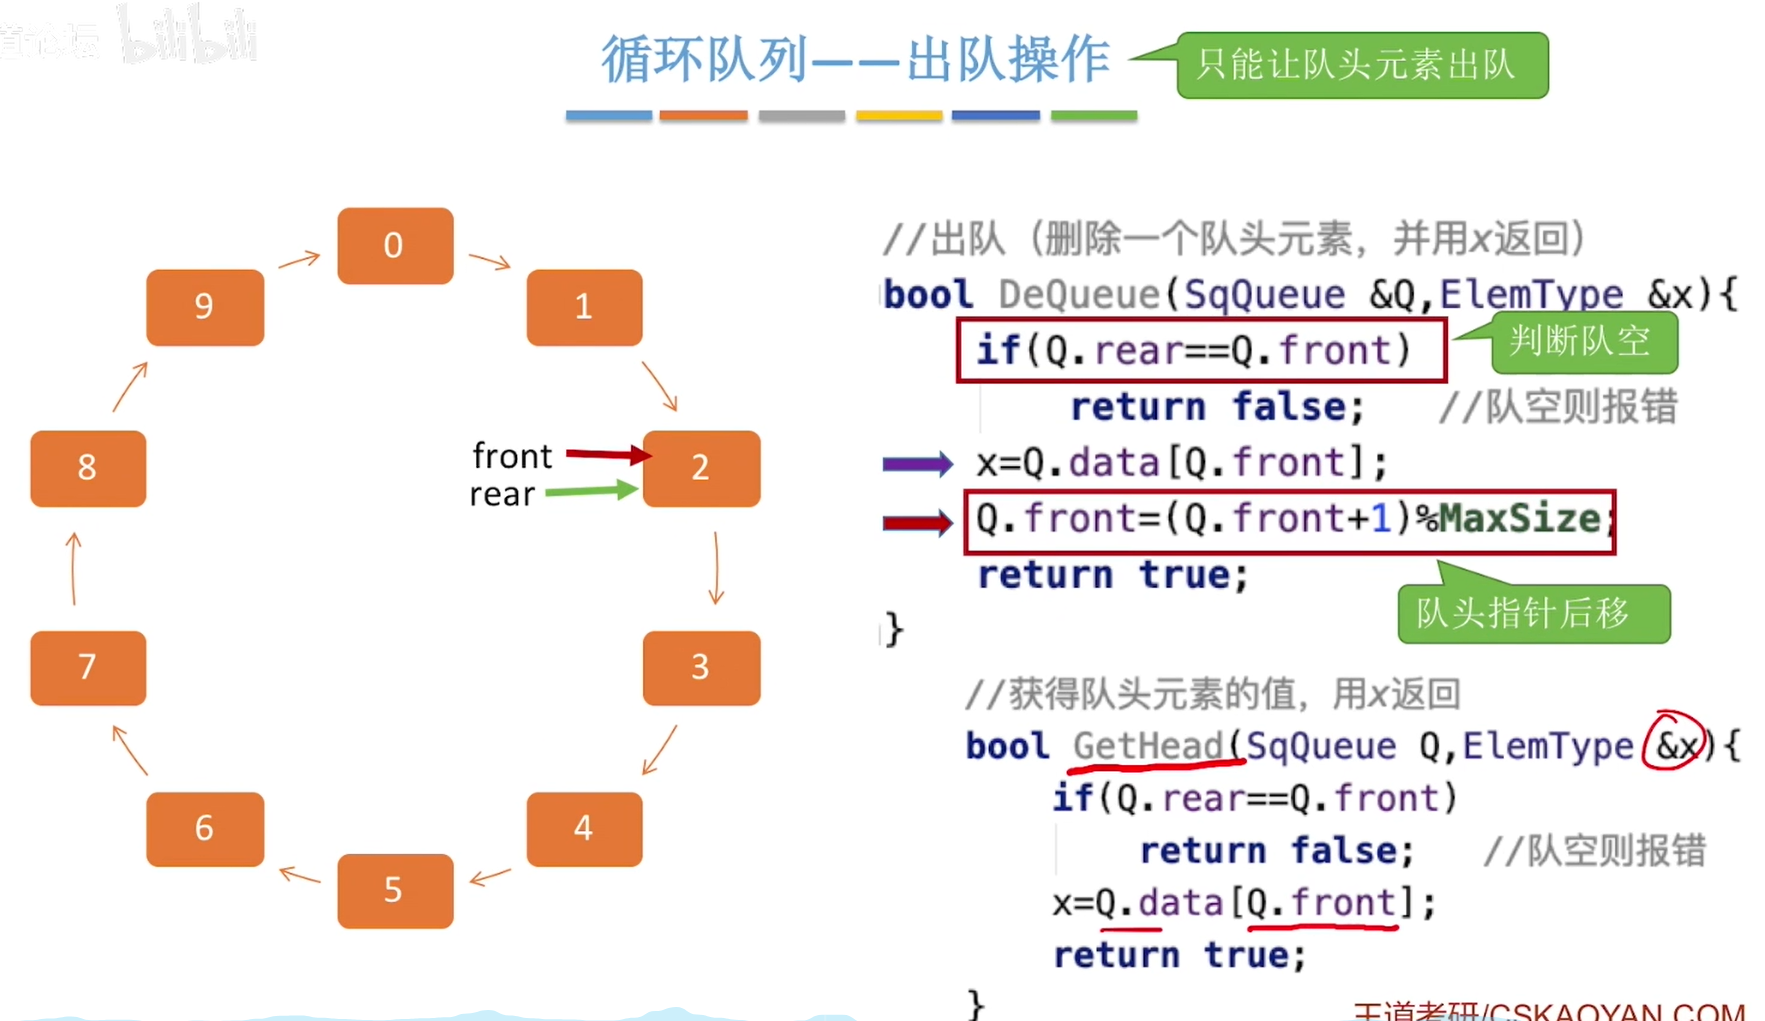 bilibili
循环队列——出队操作
只能让队头元素出队
0
1
2
3
4
5
6
7
8
9
front
rear
//出队（删除一个队头元素，并用x返回）
bool DeQueue(SqQueue &Q,ElemType &x){
if(Q.rear==Q.front)
判断队空
return false; //队空则报错
x=Q.data[Q.front];
Q.front=(Q.front+1)%MaxSize;
return true;
队头指针后移
}
//获得队头元素的值，用x返回
bool GetHead(SqQueue Q,ElemType &x){
if(Q.rear==Q.front)
return false; //队空则报错
x=Q.data[Q.front];
return true;
}
王道考研/CSKAOYAN.COM